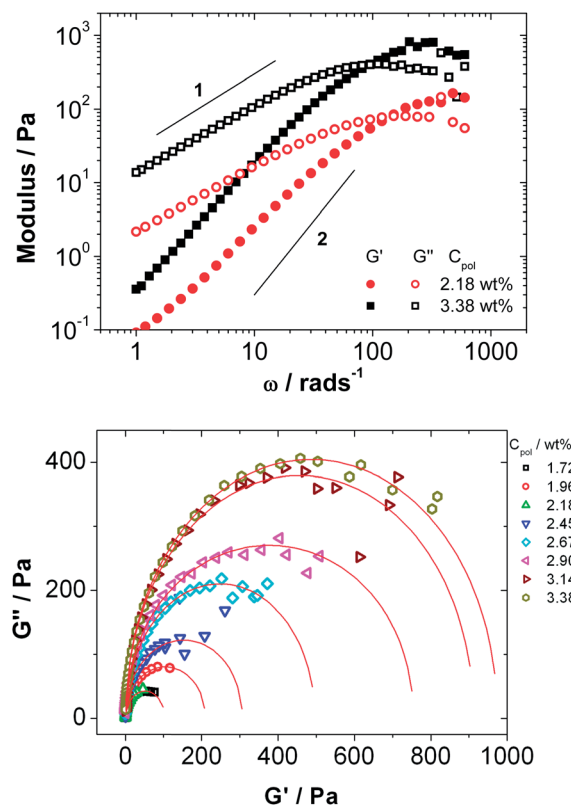 10³
10²
10¹
10⁰
10⁻¹
Modulus / Pa
1
2
G' G'' C_pol
2.18 wt%
3.38 wt%
1 10 100 1000
ω / rads⁻¹
C_pol / wt%
1.72
1.96
2.18
2.45
2.67
2.90
3.14
3.38
400
200
0
G'' / Pa
0 200 400 600 800 1000
G' / Pa